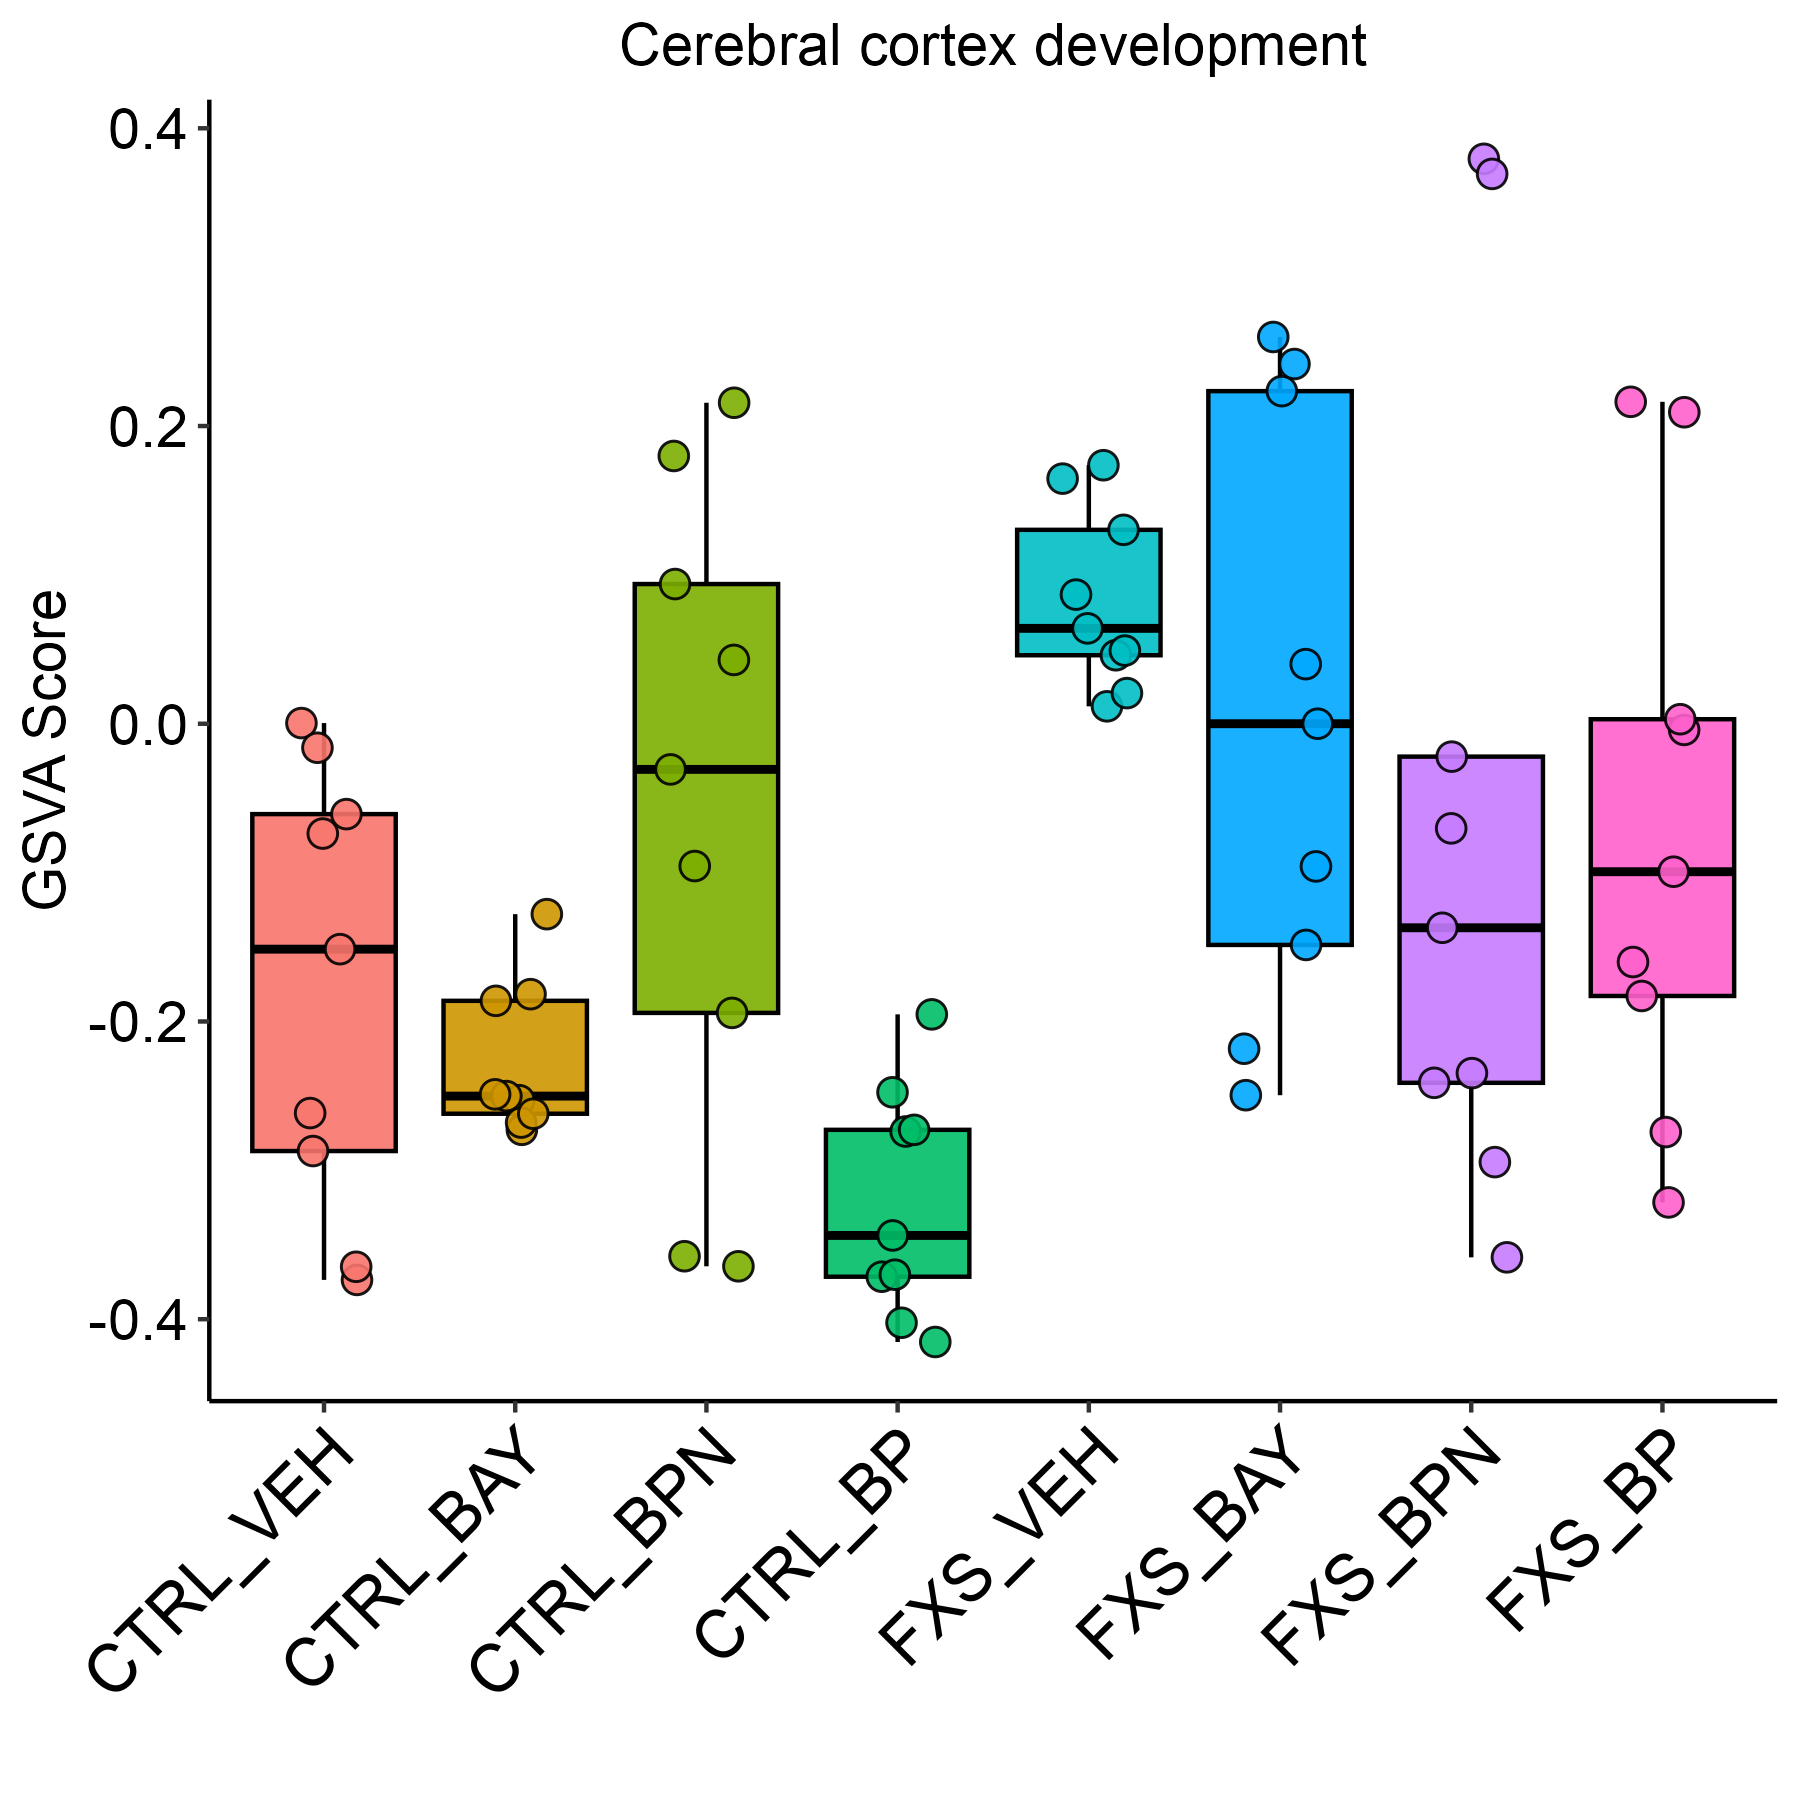 Cerebral cortex development
GSVA Score
0.4
0.2
0.0
-0.2
-0.4
CTRL_VEH
CTRL_BAY
CTRL_BPN
CTRL_BP
FXS_VEH
FXS_BAY
FXS_BPN
FXS_BP